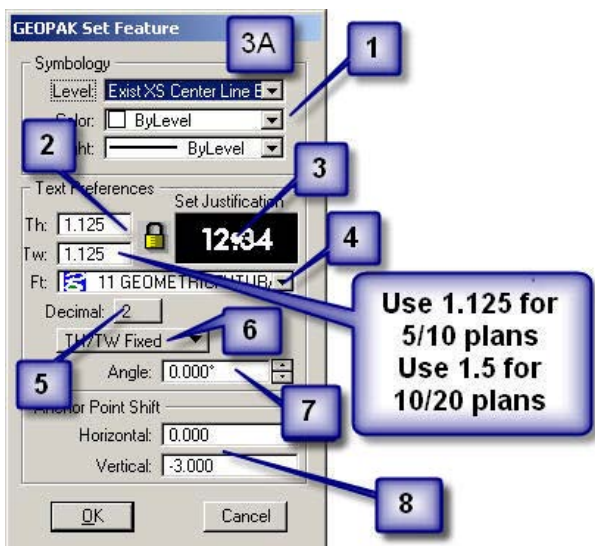 GEOPAK Set Feature
3A
Symbology
1
Level: Exist XS Center Line E
ByLevel
2
ByLevel
Text Preferences
Set Justification
3
Th: 1.125
12:34
Tw: 1.125
4
Ft: 11 GEOMETRIC
Decimal: 2
Use 1.125 for
5/10 plans
Use 1.5 for
10/20 plans
TH/TW Fixed
6
5
Angle: 0.000°
7
Anchor Point Shift
Horizontal: 0.000
Vertical: -3.000
8
OK Cancel